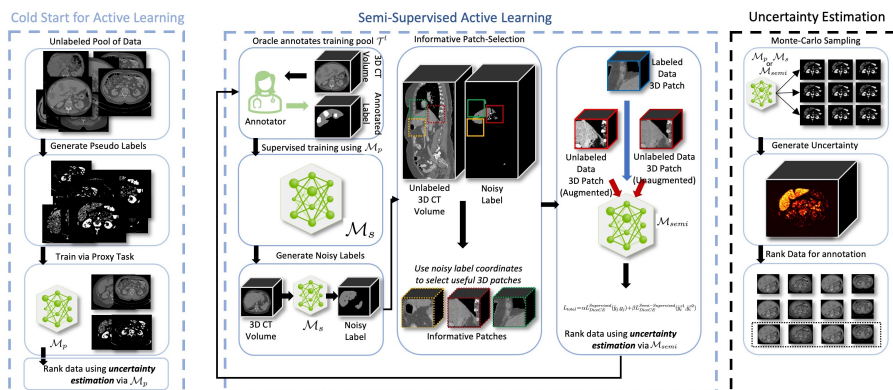 Cold Start for Active Learning
Unlabeled Pool of Data
Generate Pseudo Labels
Train via Proxy Task
𝓜p
Rank data using uncertainty
estimation via 𝓜p
Semi-Supervised Active Learning
Oracle annotates training pool 𝒯ᵗ
3D CT
Volume
Annotated
Label
Annotator
Supervised training using 𝓜p
𝓜s
Generate Noisy Labels
3D CT
Volume
𝓜s
Noisy
Label
Informative Patch-Selection
Unlabeled
3D CT
Volume
Noisy
Label
Use noisy label coordinates
to select useful 3D patches
Informative Patches
Labeled
Data
3D Patch
Unlabeled
Data
3D Patch
(Augmented)
Unlabeled Data
3D Patch
(Unaugmented)
𝓜semi
Rank data using uncertainty
estimation via 𝓜semi
Uncertainty Estimation
Monte-Carlo Sampling
𝓜p, 𝓜s
or
𝓜semi
Generate Uncertainty
Rank Data for annotation